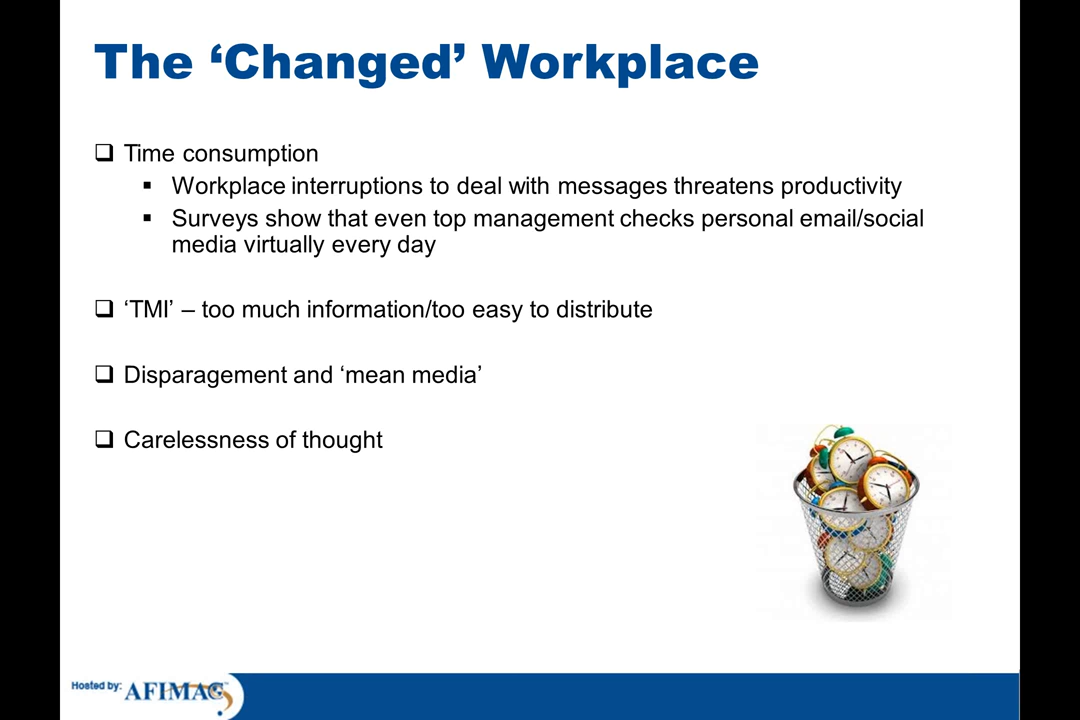 The ‘Changed’ Workplace
❑ Time consumption
▪ Workplace interruptions to deal with messages threatens productivity
▪ Surveys show that even top management checks personal email/social
media virtually every day
❑ ‘TMI’ – too much information/too easy to distribute
❑ Disparagement and ‘mean media’
❑ Carelessness of thought
Hosted by: AFIMAC